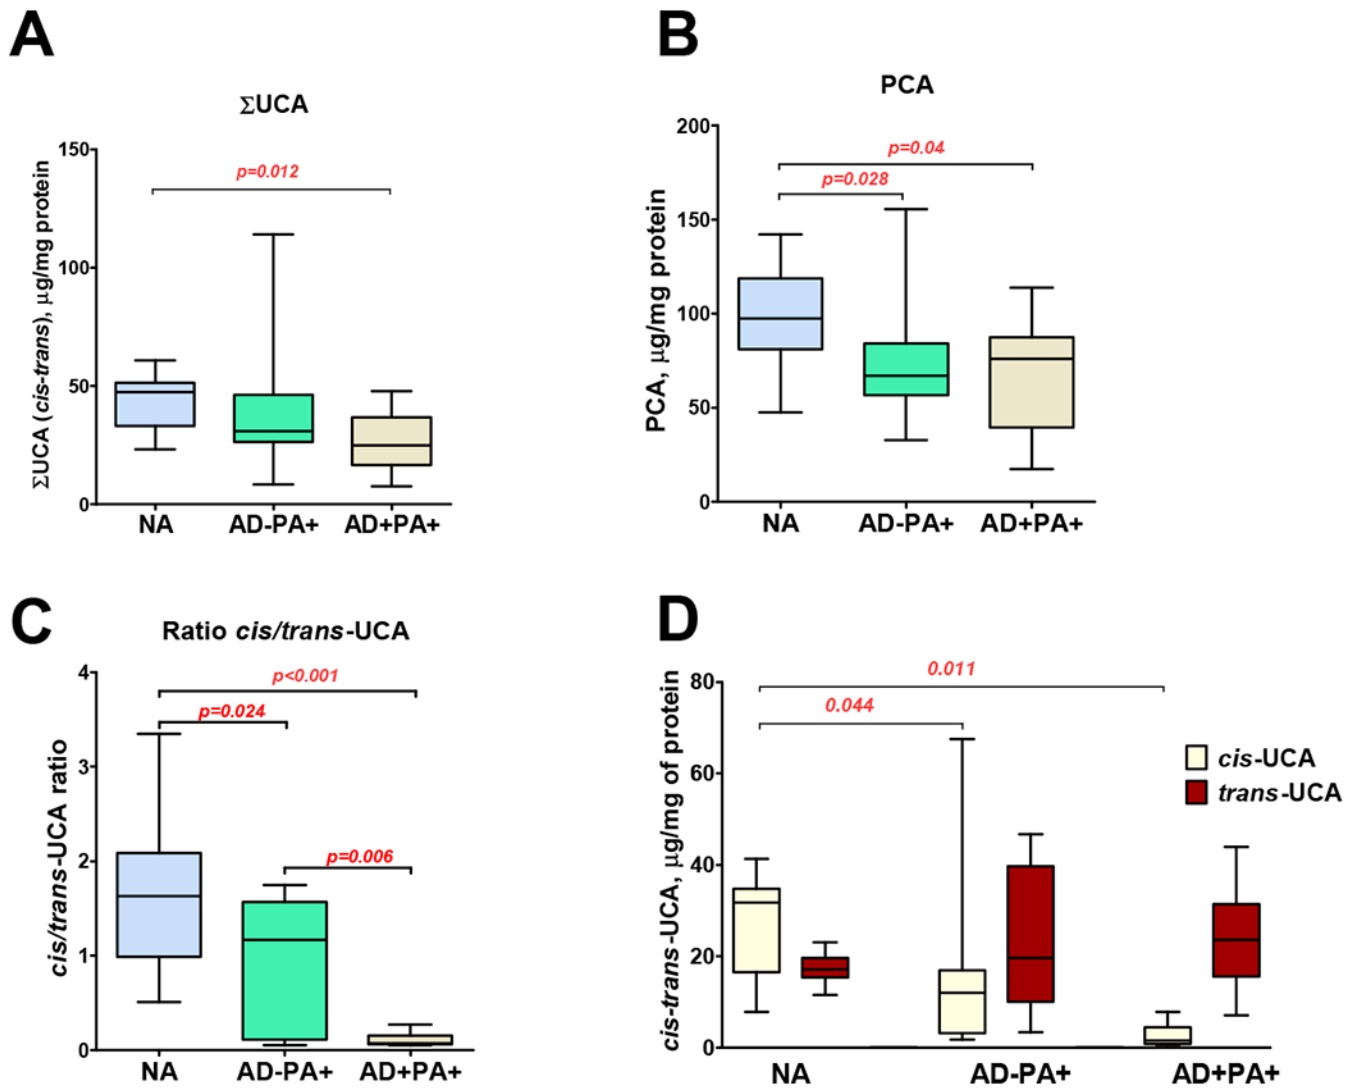 A
ΣUCA
ΣUCA (cis-trans), µg/mg protein
150
100
50
0
p=0.012
NA
AD-PA+
AD+PA+
B
PCA
PCA, µg/mg protein
200
150
100
50
0
p=0.04
p=0.028
NA
AD-PA+
AD+PA+
C
Ratio cis/trans-UCA
cis/trans-UCA ratio
4
3
2
1
0
p<0.001
p=0.024
p=0.006
NA
AD-PA+
AD+PA+
D
cis-trans-UCA, µg/mg of protein
80
60
40
20
0
0.011
0.044
cis-UCA
trans-UCA
NA
AD-PA+
AD+PA+